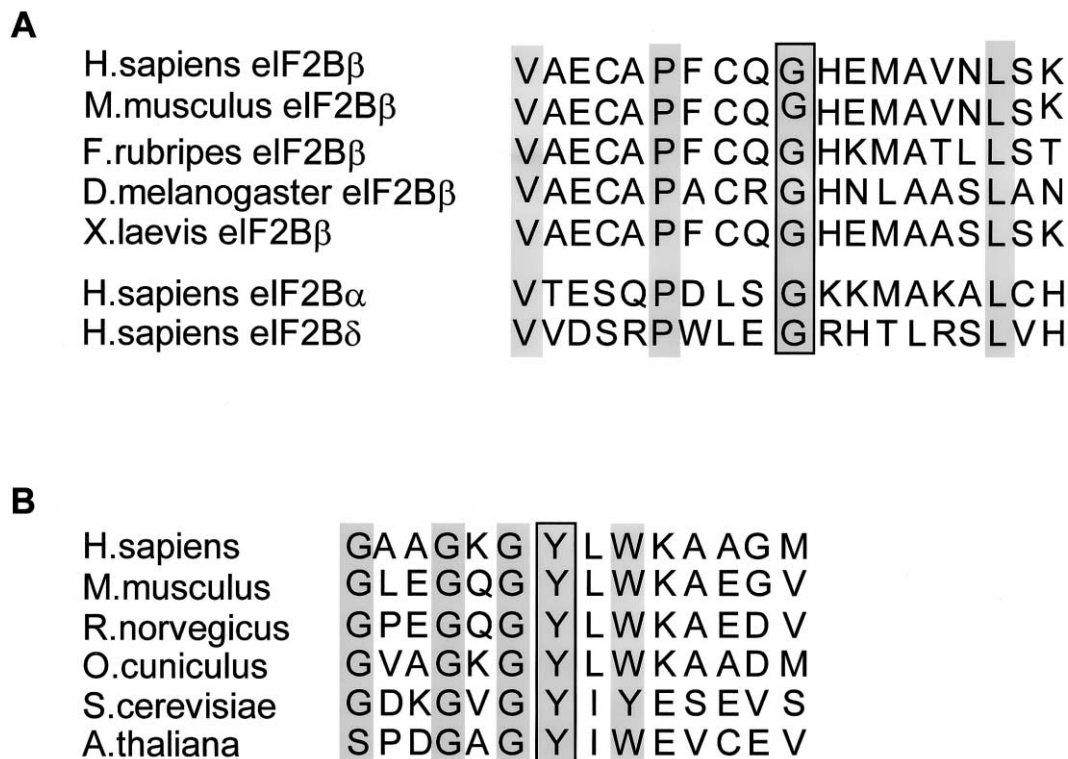 A
H.sapiens eIF2Bβ VAECAPFCQGHEMAVNLSK
M.musculus eIF2Bβ VAECAPFCQGHEMAVNLSK
F.rubripes eIF2Bβ VAECAPFCQGHKMATLLST
D.melanogaster eIF2Bβ VAECAPACRGHNLAASLAN
X.laevis eIF2Bβ VAECAPFCQGHEMAASLSK
H.sapiens eIF2Bα VTESQPDLSGKKMAKALCH
H.sapiens eIF2Bδ VVDSRPWLEGRHTLRSLVH
B
H.sapiens GAAGKGYLWKAAGM
M.musculus GLEGQGYLWKAEGV
R.norvegicus GPEGQGYLWKAEDV
O.cuniculus GVAGKGYLWKAADM
S.cerevisiae GDKGVGYIYESEVS
A.thaliana SPDGAGYIWEVCEV